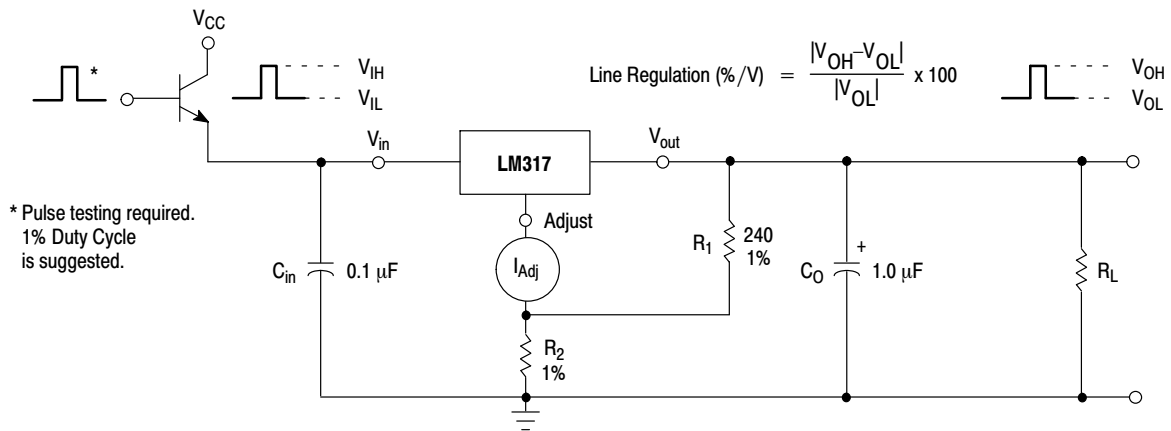 VCC
*
VIH
VIL
Line Regulation (%/V) = |VOH–VOL| / |VOL| x 100
VOH
VOL
Vin
LM317
Vout
* Pulse testing required.
1% Duty Cycle
is suggested.
Adjust
Cin
0.1 μF
IAdj
R1
240
1%
CO
+
1.0 μF
RL
R2
1%